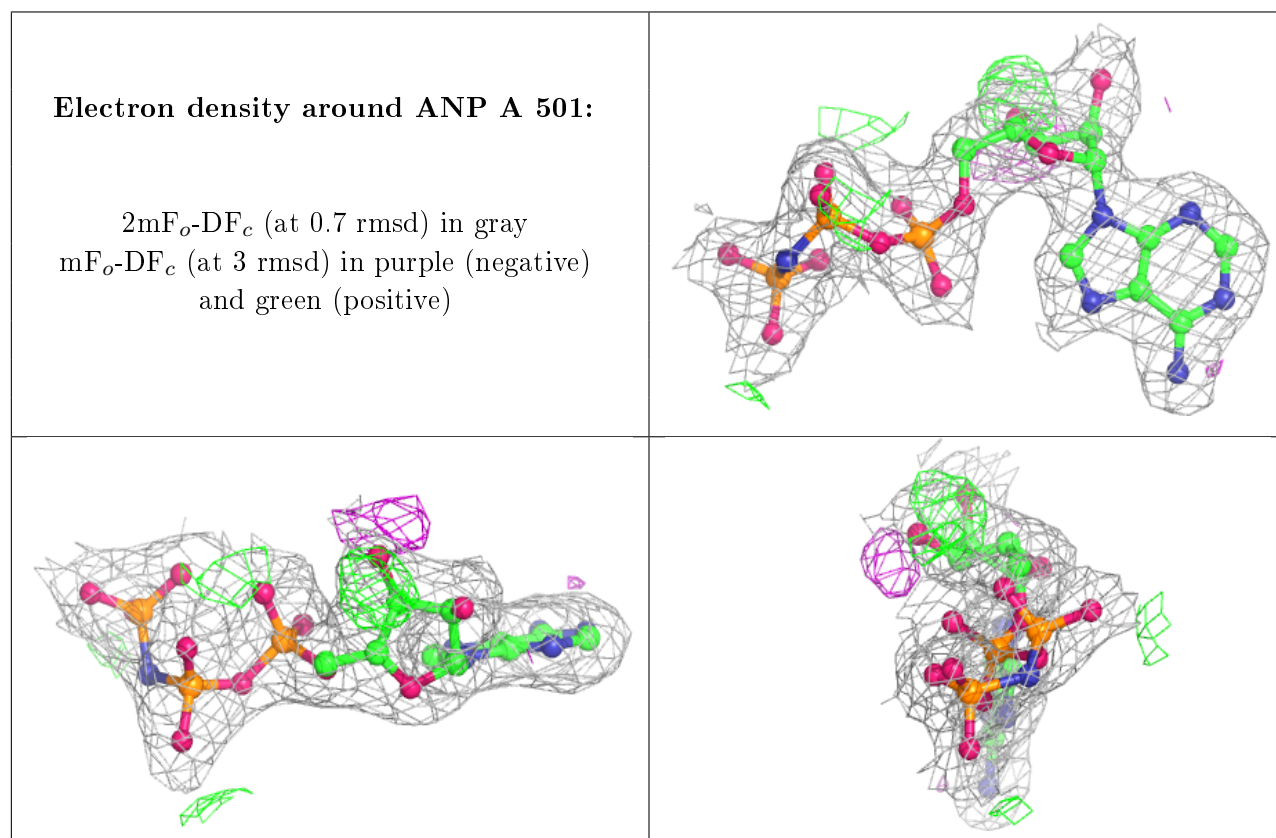 Electron density around ANP A 501:
2mFo-DFc (at 0.7 rmsd) in gray
mFo-DFc (at 3 rmsd) in purple (negative)
and green (positive)